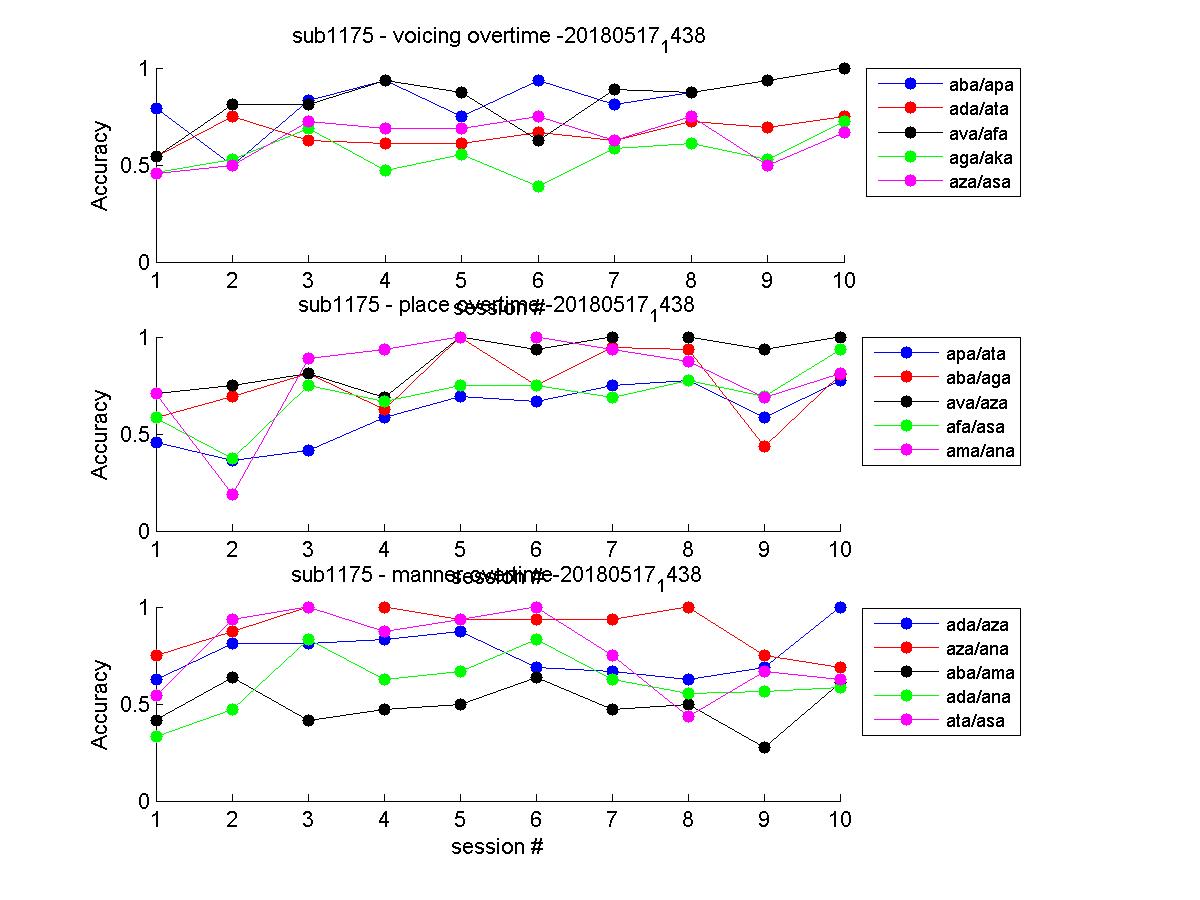 sub1175 - voicing overtime -20180517_1438
1
0.5
0
Accuracy
1 2 3 4 5 6 7 8 9 10
session #
aba/apa
ada/ata
ava/afa
aga/aka
aza/asa
sub1175 - place overtime -20180517_1438
1
0.5
0
Accuracy
1 2 3 4 5 6 7 8 9 10
session #
apa/ata
aba/aga
ava/aza
afa/asa
ama/ana
sub1175 - manner overtime -20180517_1438
1
0.5
0
Accuracy
1 2 3 4 5 6 7 8 9 10
session #
ada/aza
aza/ana
aba/ama
ada/ana
ata/asa